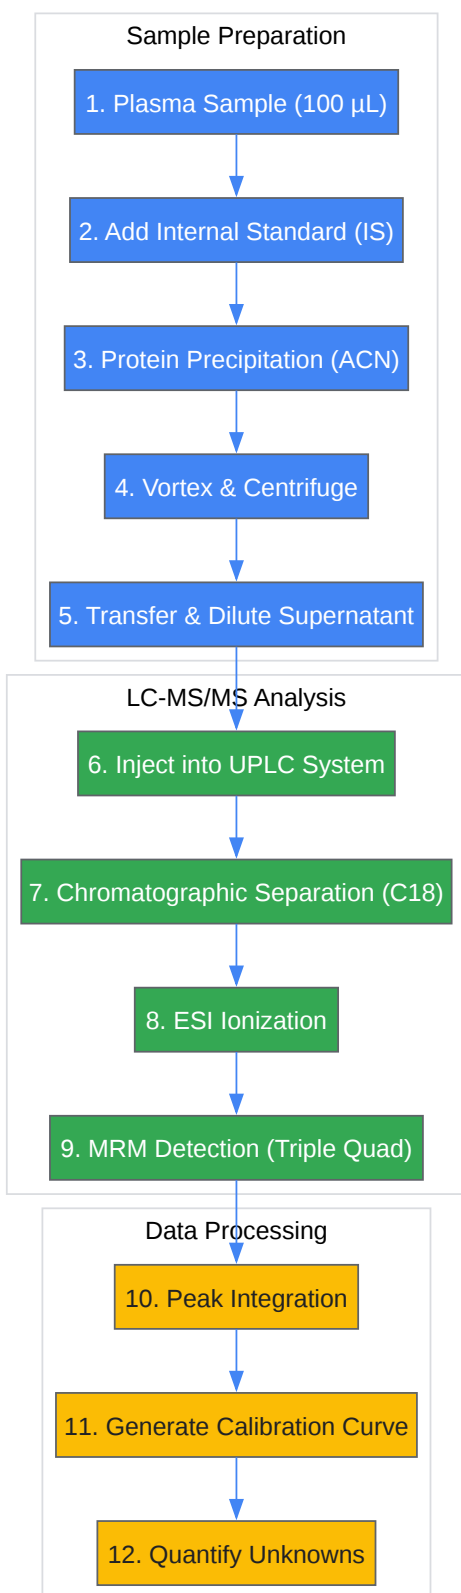 Sample Preparation
1. Plasma Sample (100 µL)
2. Add Internal Standard (IS)
3. Protein Precipitation (ACN)
4. Vortex & Centrifuge
5. Transfer & Dilute Supernatant
LC-MS/MS Analysis
6. Inject into UPLC System
7. Chromatographic Separation (C18)
8. ESI Ionization
9. MRM Detection (Triple Quad)
Data Processing
10. Peak Integration
11. Generate Calibration Curve
12. Quantify Unknowns